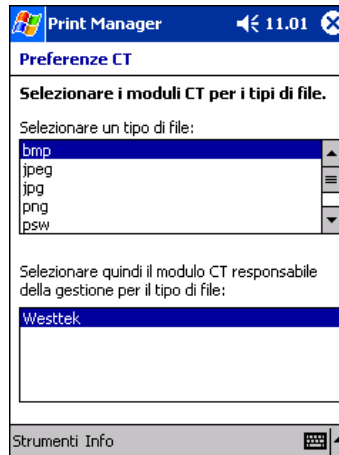 Print Manager 11.01
Preferenze CT
Selezionare i moduli CT per i tipi di file.
Selezionare un tipo di file:
bmp
jpeg
jpg
png
psw
Selezionare quindi il modulo CT responsabile
della gestione per il tipo di file:
Westtek
Strumenti Info